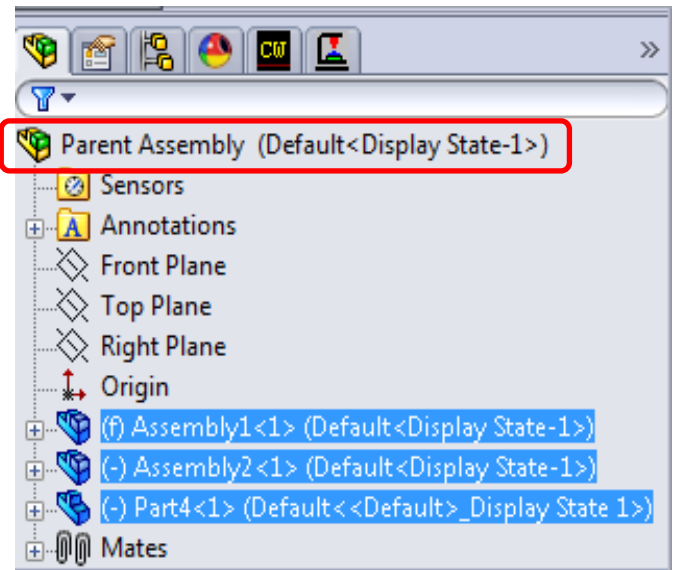 CW
»
Parent Assembly (Default<Display State-1>)
Sensors
A Annotations
Front Plane
Top Plane
Right Plane
Origin
(f) Assembly1<1> (Default<Display State-1>)
(-) Assembly2<1> (Default<Display State-1>)
(-) Part4<1> (Default<<Default>_Display State 1>)
Mates